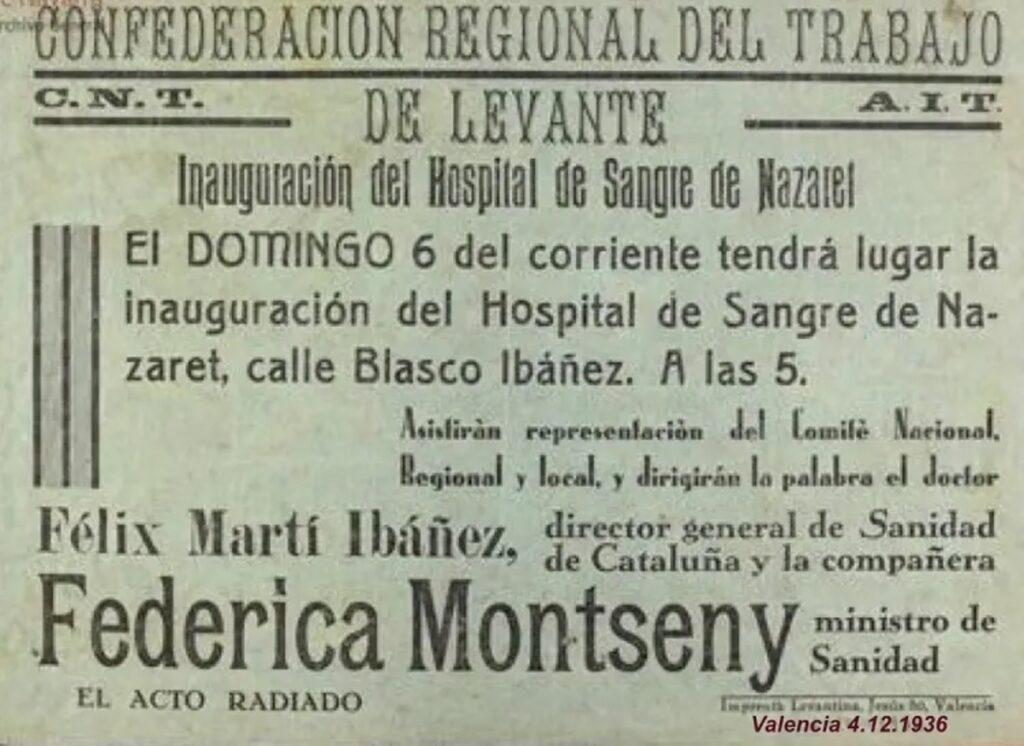 CONFEDERACION REGIONAL DEL TRABAJO
C.N.T. DE LEVANTE A.I.T.
Inauguración del Hospital de Sangre de Nazaret
El DOMINGO 6 del corriente tendrá lugar la
inauguración del Hospital de Sangre de Na-
zaret, calle Blasco Ibáñez. A las 5.
Asistiràn representaciòn del Comitè Nacional,
Regional y local, y dirigirán la palabra el doctor
Félix Martí Ibáñez, director general de Sanidad
de Cataluña y la compañera
Federica Montseny ministro de
Sanidad
EL ACTO RADIADO
Imprenta Levantina, Jesús 80, Valencia
Valencia 4.12.1936